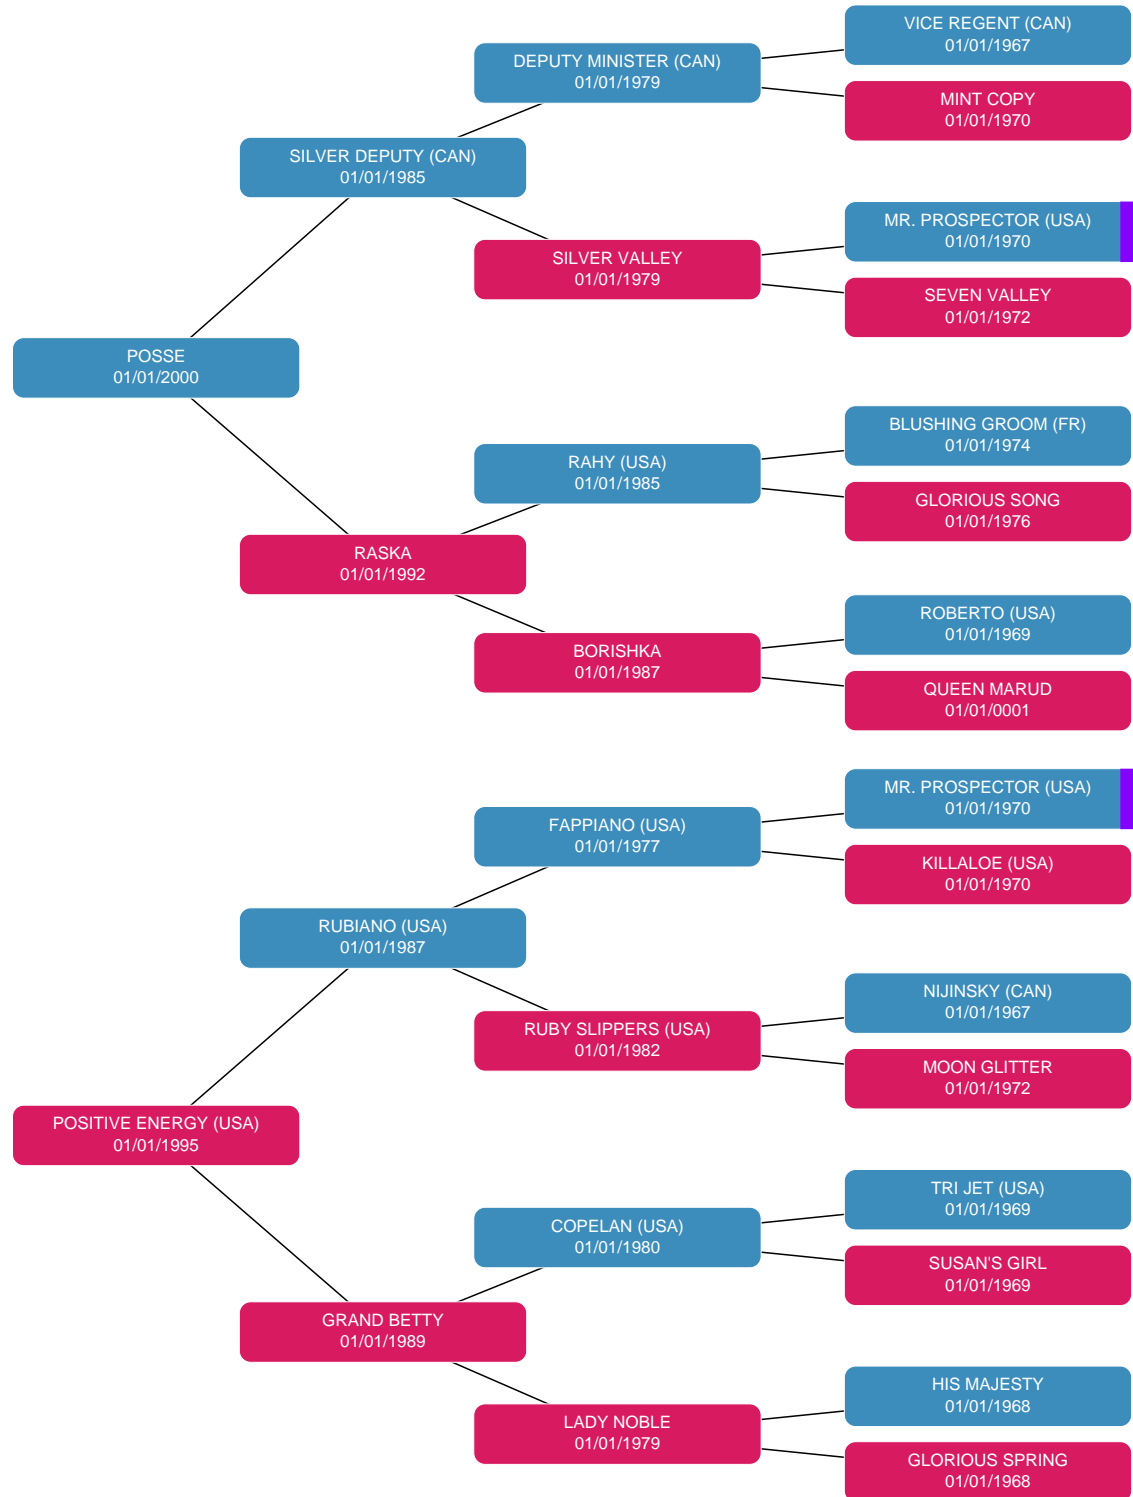 VICE REGENT (CAN)
01/01/1967
DEPUTY MINISTER (CAN)
01/01/1979
MINT COPY
01/01/1970
SILVER DEPUTY (CAN)
01/01/1985
MR. PROSPECTOR (USA)
01/01/1970
SILVER VALLEY
01/01/1979
SEVEN VALLEY
01/01/1972
POSSE
01/01/2000
BLUSHING GROOM (FR)
01/01/1974
RAHY (USA)
01/01/1985
GLORIOUS SONG
01/01/1976
RASKA
01/01/1992
ROBERTO (USA)
01/01/1969
BORISHKA
01/01/1987
QUEEN MARUD
01/01/0001
MR. PROSPECTOR (USA)
01/01/1970
FAPPIANO (USA)
01/01/1977
KILLALOE (USA)
01/01/1970
RUBIANO (USA)
01/01/1987
NIJINSKY (CAN)
01/01/1967
RUBY SLIPPERS (USA)
01/01/1982
MOON GLITTER
01/01/1972
POSITIVE ENERGY (USA)
01/01/1995
TRI JET (USA)
01/01/1969
COPELAN (USA)
01/01/1980
SUSAN'S GIRL
01/01/1969
GRAND BETTY
01/01/1989
HIS MAJESTY
01/01/1968
LADY NOBLE
01/01/1979
GLORIOUS SPRING
01/01/1968